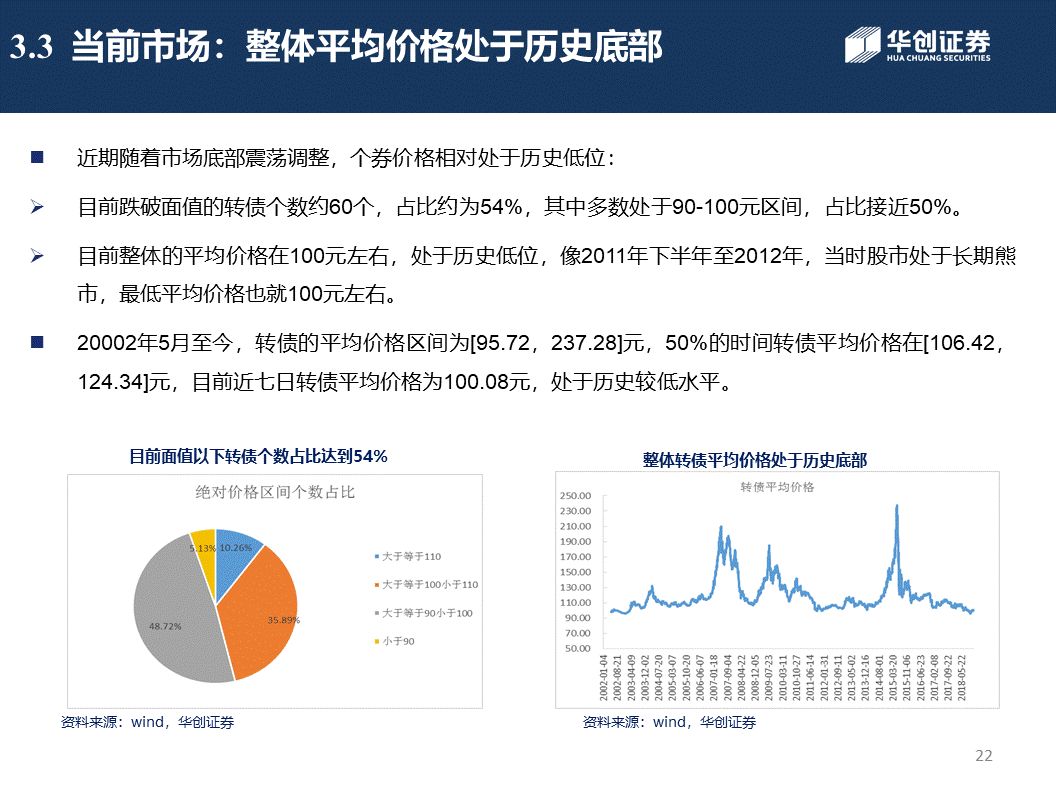 3.3 当前市场：整体平均价格处于历史底部
华创证券
HUA CHUANG SECURITIES
近期随着市场底部震荡调整，个券价格相对处于历史低位：
目前跌破面值的转债个数约60个，占比约为54%，其中多数处于90-100元区间，占比接近50%。
目前整体的平均价格在100元左右，处于历史低位，像2011年下半年至2012年，当时股市处于长期熊
市，最低平均价格也就100元左右。
20002年5月至今，转债的平均价格区间为[95.72，237.28]元，50%的时间转债平均价格在[106.42，
124.34]元，目前近七日转债平均价格为100.08元，处于历史较低水平。
目前面值以下转债个数占比达到54%
绝对价格区间个数占比
5.13%
10.26%
35.89%
48.72%
大于等于110
大于等于100小于110
大于等于90小于100
小于90
资料来源：wind，华创证券
整体转债平均价格处于历史底部
转债平均价格
250.00
230.00
210.00
190.00
170.00
150.00
130.00
110.00
90.00
70.00
50.00
2002-01-04
2002-08-21
2003-04-09
2003-12-02
2004-07-20
2005-03-07
2005-10-20
2006-06-07
2007-01-18
2007-09-04
2008-04-22
2008-12-05
2009-07-23
2010-03-11
2010-10-27
2011-06-14
2012-01-31
2012-09-11
2013-05-02
2013-12-16
2014-08-01
2015-03-20
2015-11-06
2016-06-23
2017-02-08
2017-09-22
2018-05-22
资料来源：wind，华创证券
22